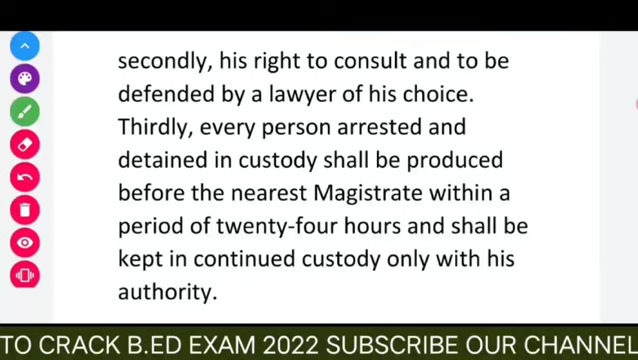 secondly, his right to consult and to be
defended by a lawyer of his choice.
Thirdly, every person arrested and
detained in custody shall be produced
before the nearest Magistrate within a
period of twenty-four hours and shall be
kept in continued custody only with his
authority.
TO CRACK B.ED EXAM 2022 SUBSCRIBE OUR CHANNEL